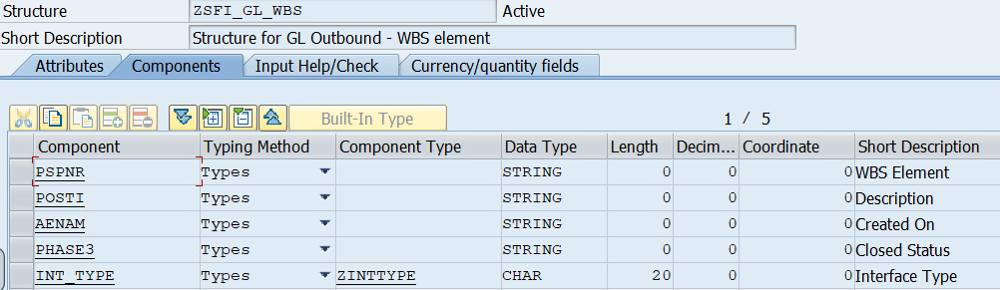 Structure ZSFI_GL_WBS Active
Short Description Structure for GL Outbound - WBS element
Attributes Components Input Help/Check Currency/quantity fields
Built-In Type 1 / 5
Component Typing Method Component Type Data Type Length Decim... Coordinate Short Description
PSPNR Types STRING 0 0 0 WBS Element
POSTI Types STRING 0 0 0 Description
AENAM Types STRING 0 0 0 Created On
PHASE3 Types STRING 0 0 0 Closed Status
INT_TYPE Types ZINTTYPE CHAR 20 0 0 Interface Type